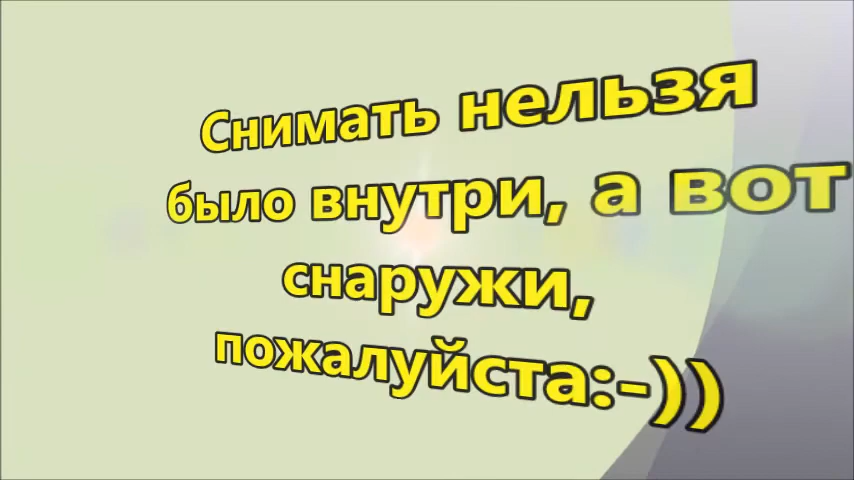 Снимать нельзя
было внутри, а вот
снаружи,
пожалуйста:-))